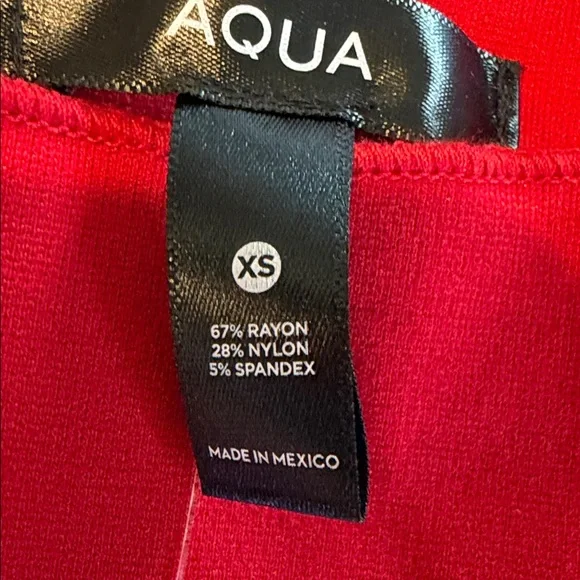 AQUA
XS
67% RAYON
28% NYLON
5% SPANDEX
MADE IN MEXICO